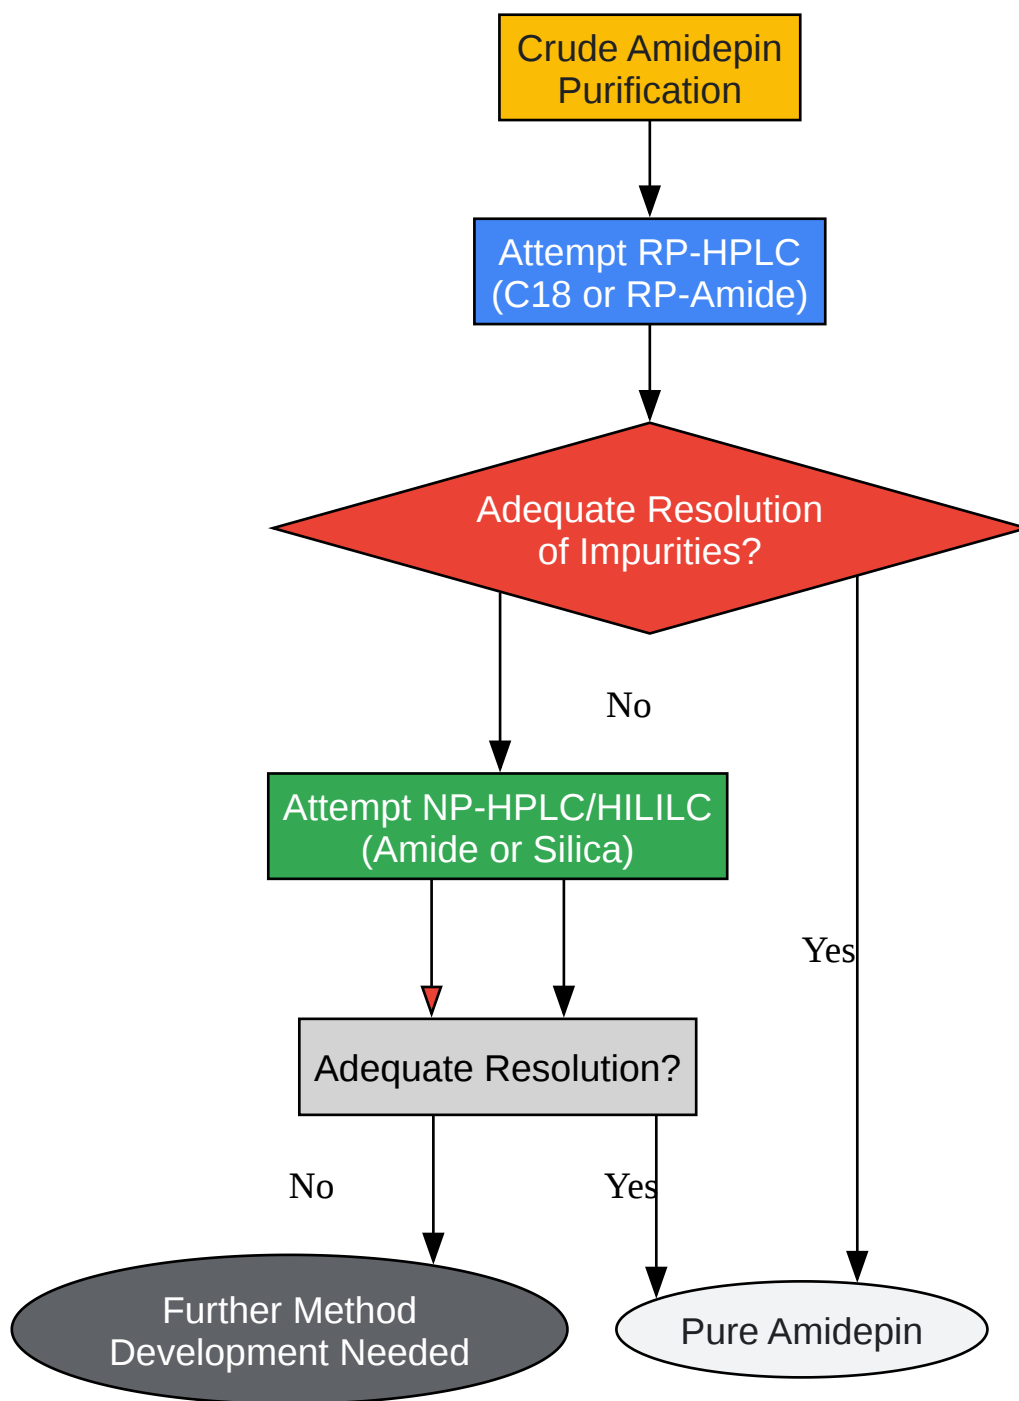 Crude Amidepin
Purification
Attempt RP-HPLC
(C18 or RP-Amide)
Adequate Resolution
of Impurities?
No
Attempt NP-HPLC/HILILC
(Amide or Silica)
Yes
Adequate Resolution?
No
Yes
Further Method
Development Needed
Pure Amidepin